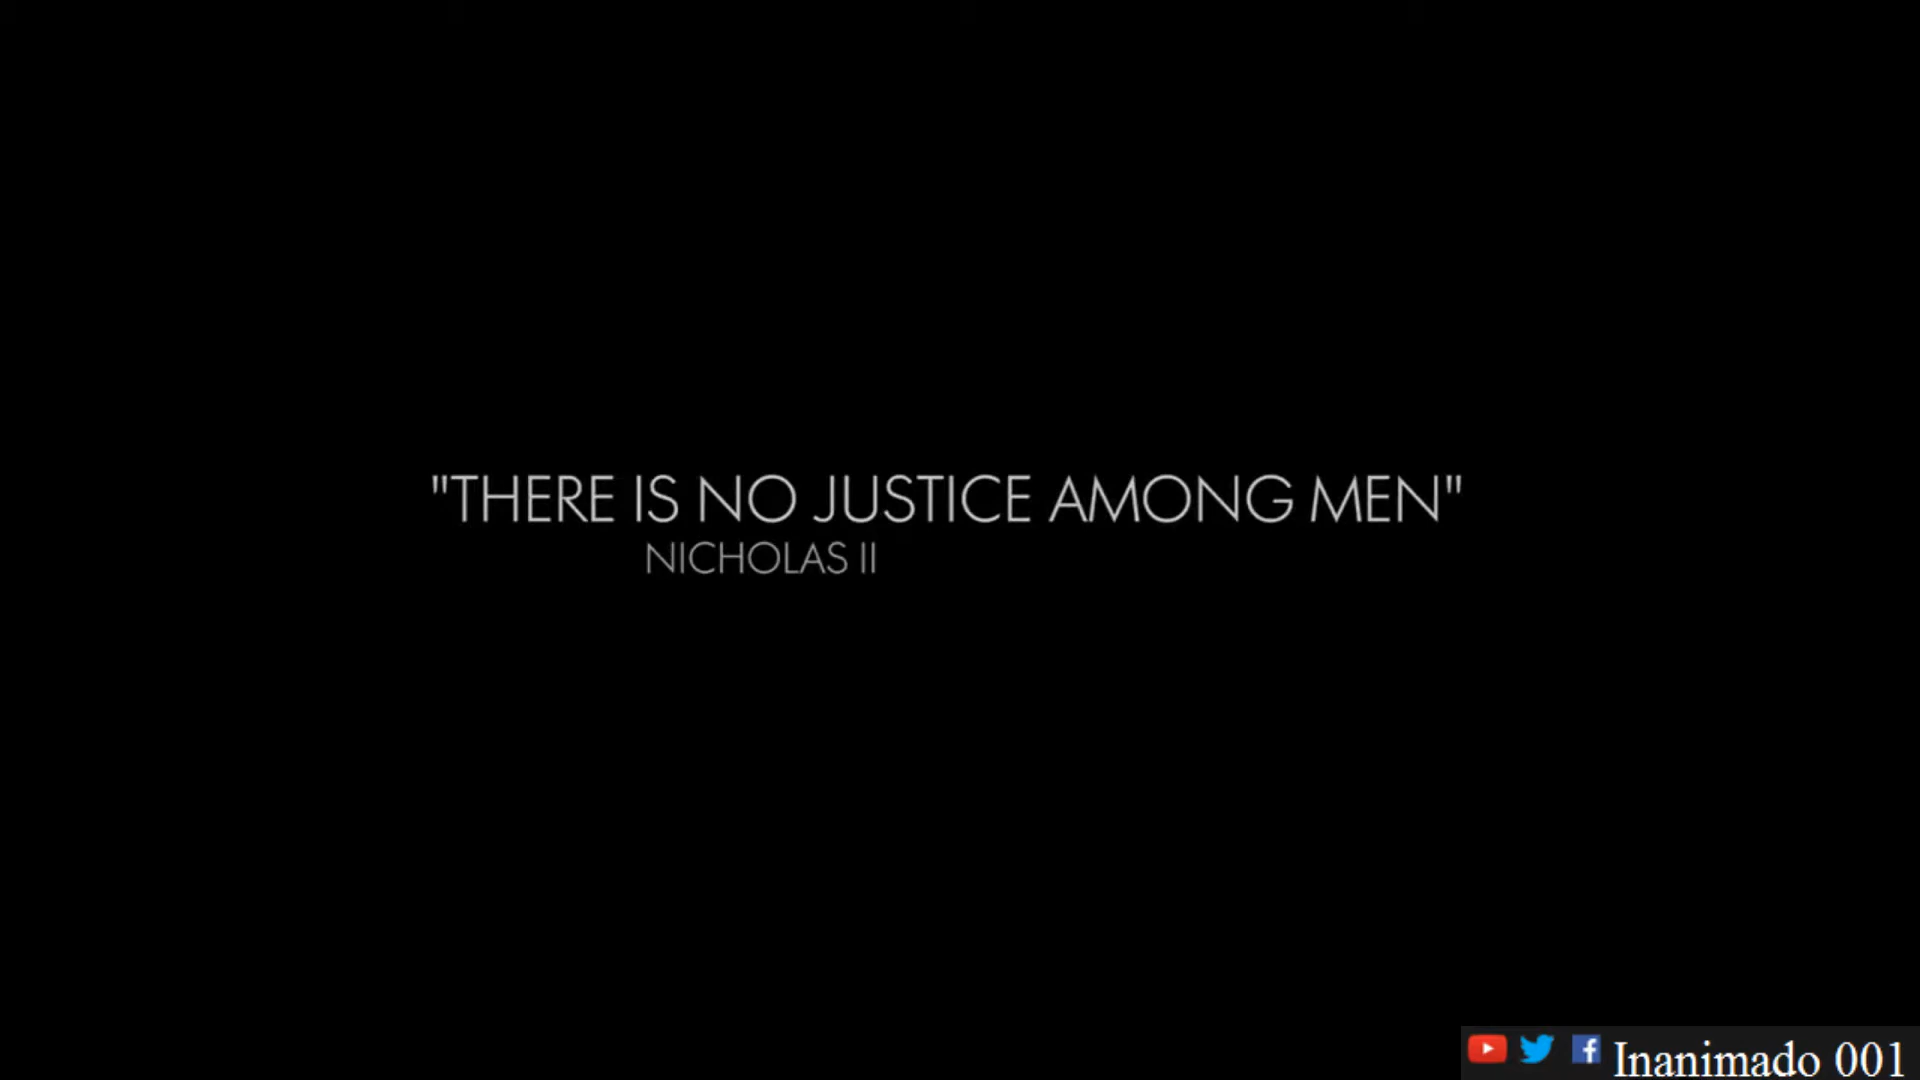 "THERE IS NO JUSTICE AMONG MEN"
NICHOLAS II
Inanimado 001